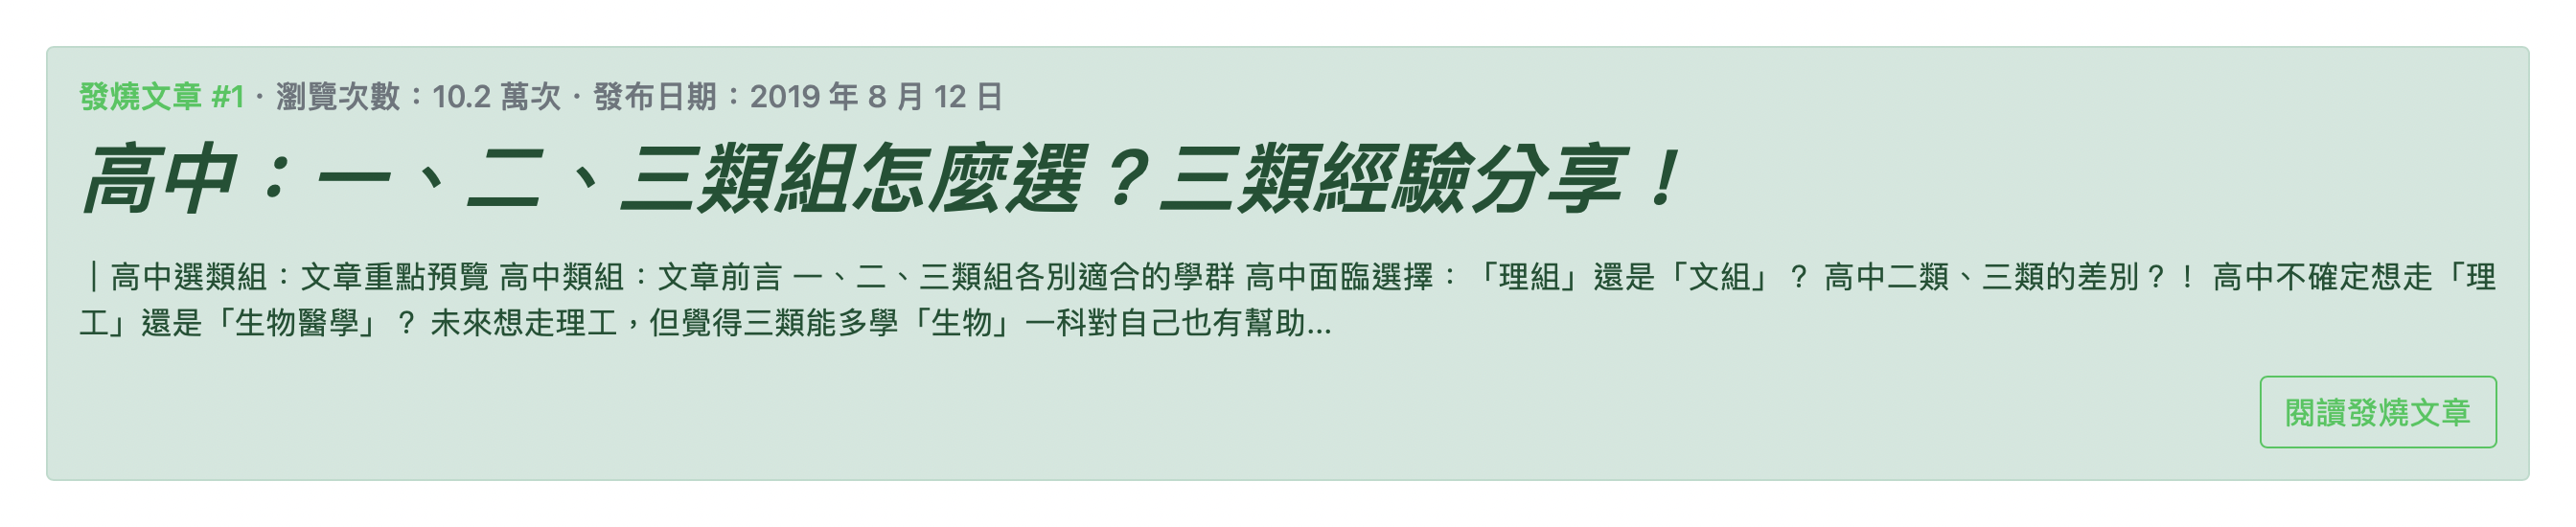 發燒文章 #1 · 瀏覽次數：10.2 萬次 · 發布日期：2019 年 8 月 12 日
高中：一、二、三類組怎麼選？三類經驗分享！
｜高中選類組：文章重點預覽 高中類組：文章前言 一、二、三類組各別適合的學群 高中面臨選擇：「理組」還是「文組」？ 高中二類、三類的差別？！ 高中不確定想走「理
工」還是「生物醫學」？ 未來想走理工，但覺得三類能多學「生物」一科對自己也有幫助...
閱讀發燒文章